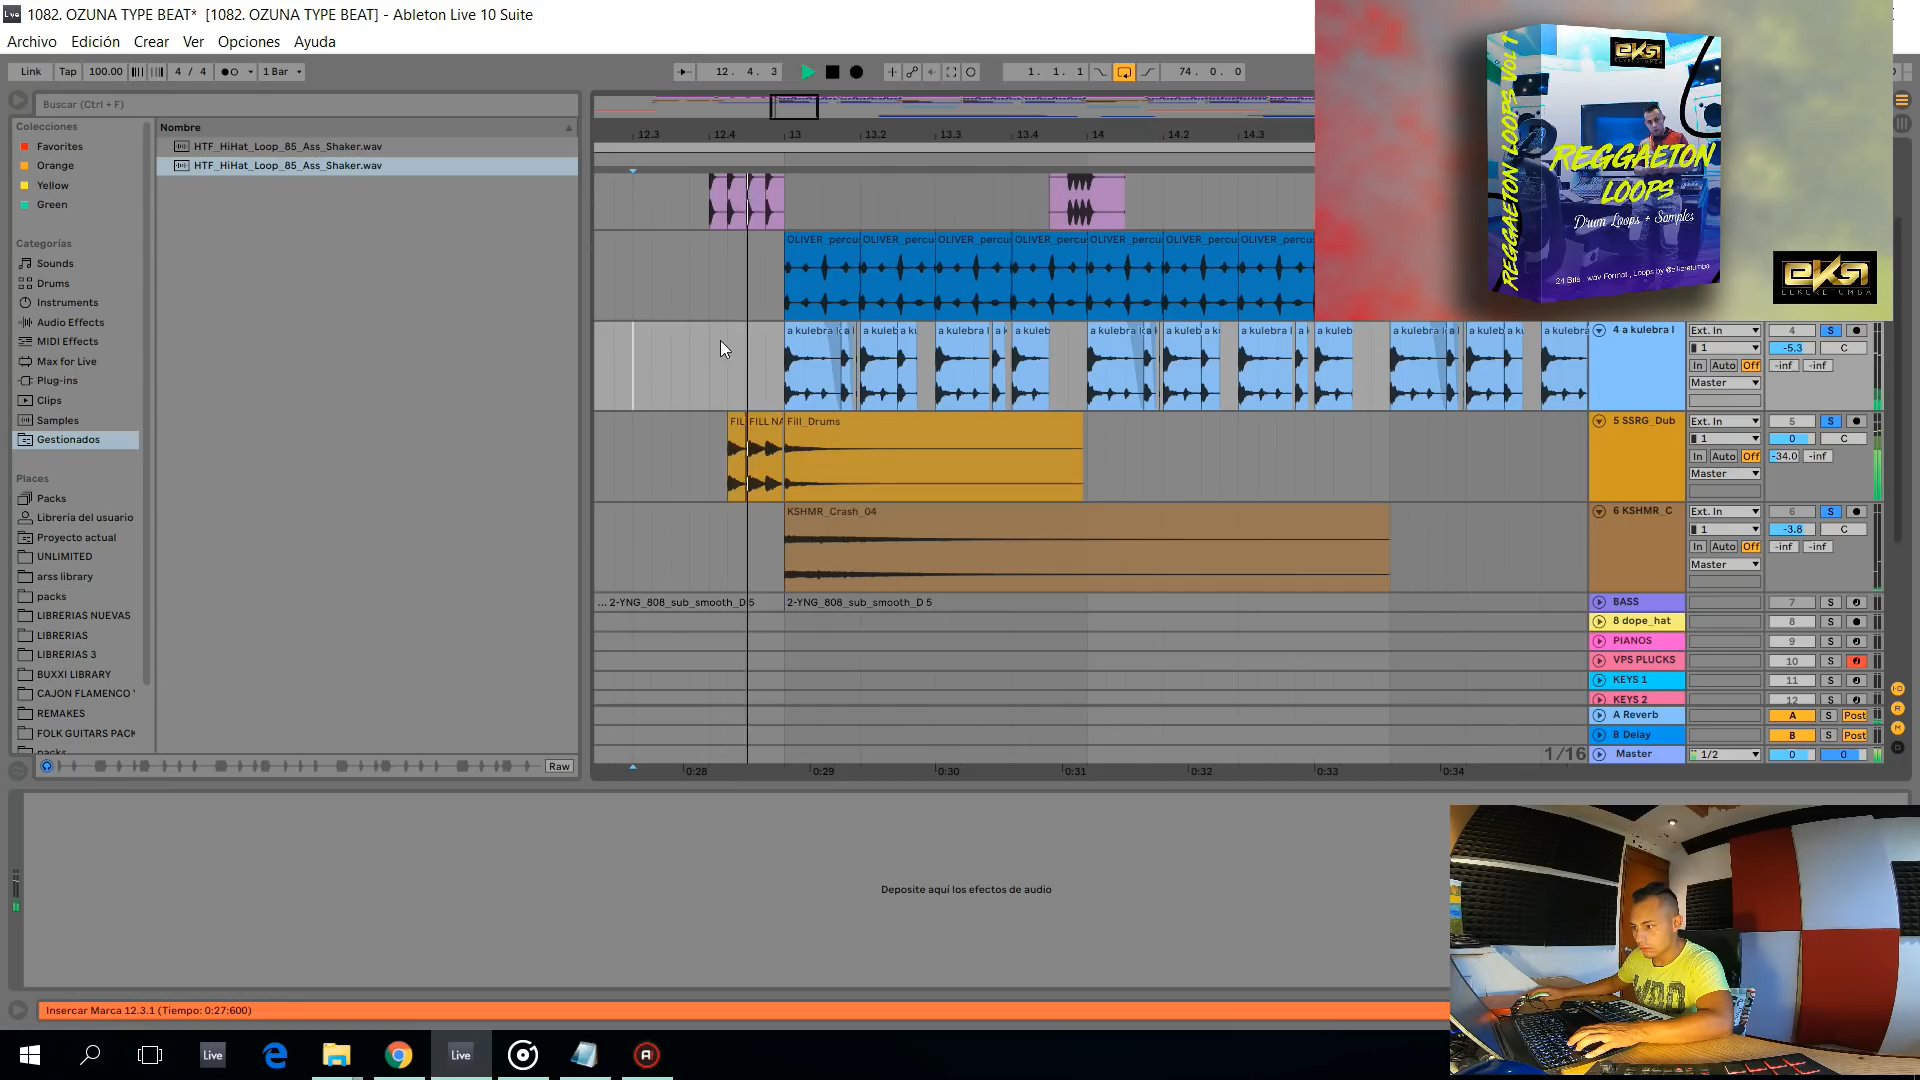 1082. OZUNA TYPE BEAT* [1082. OZUNA TYPE BEAT] - Ableton Live 10 Suite
Archivo Edición Crear Ver Opciones Ayuda
Link Tap 100.00 4 / 4 1 Bar 12. 4. 3 1. 1. 1 74. 0. 0
Buscar (Ctrl + F)
Colecciones
Favorites
Orange
Yellow
Green
Categorías
Sounds
Drums
Instruments
Audio Effects
MIDI Effects
Max for Live
Plug-ins
Clips
Samples
Gestionados
Places
Packs
Librería del usuario
Proyecto actual
UNLIMITED
arss library
packs
LIBRERIAS NUEVAS
LIBRERIAS
LIBRERIAS 3
BUXXI LIBRARY
CAJON FLAMENCO
REMAKES
FOLK GUITARS PACK
packs
Nombre
HTF_HiHat_Loop_85_Ass_Shaker.wav
HTF_HiHat_Loop_85_Ass_Shaker.wav
Raw
12.3 12.4 13 13.2 13.3 13.4 14 14.2 14.3
OLIVER_percu OLIVER_percu OLIVER_percu OLIVER_percu OLIVER_percu OLIVER_percu OLIVER_percu
a kulebra lo a l a kuleb a ku a kulebra l a kuleb a kulebra lo a kuleb a k a kulebra l a kuleb a kulebra lo a kuleb a ku a kulebra
FIL FILL NA Fill_Drums
KSHMR_Crash_04
... 2-YNG_808_sub_smooth_D 5 2-YNG_808_sub_smooth_D 5
1/16
0:28 0:29 0:30 0:31 0:32 0:33 0:34
4 a kulebra l Ext. In 4 S
1 -5.3 C
In Auto Off -inf -inf
Master
5 SSRG_Dub Ext. In 5 S
1 0 C
In Auto Off -34.0 -inf
Master
6 KSHMR_C Ext. In 6 S
1 -3.8 C
In Auto Off -inf -inf
Master
BASS 7 S
8 dope_hat 8 S
PIANOS 9 S
VPS PLUCKS 10 S
KEYS 1 11 S
KEYS 2 12 S
A Reverb A S Post
B Delay B S Post
Master 1/2 0 0
I·O
R
M
D
REGGAETON LOOPS Vol 1
EKR
REGGAETON
LOOPS
Drum Loops + Samples
24 Bits . wav Format , Loops by @elkeretumba
EKR
ELKERETUMBA
Deposite aquí los efectos de audio
Insercar Marca 12.3.1 (Tiempo: 0:27:600)
Live
Live